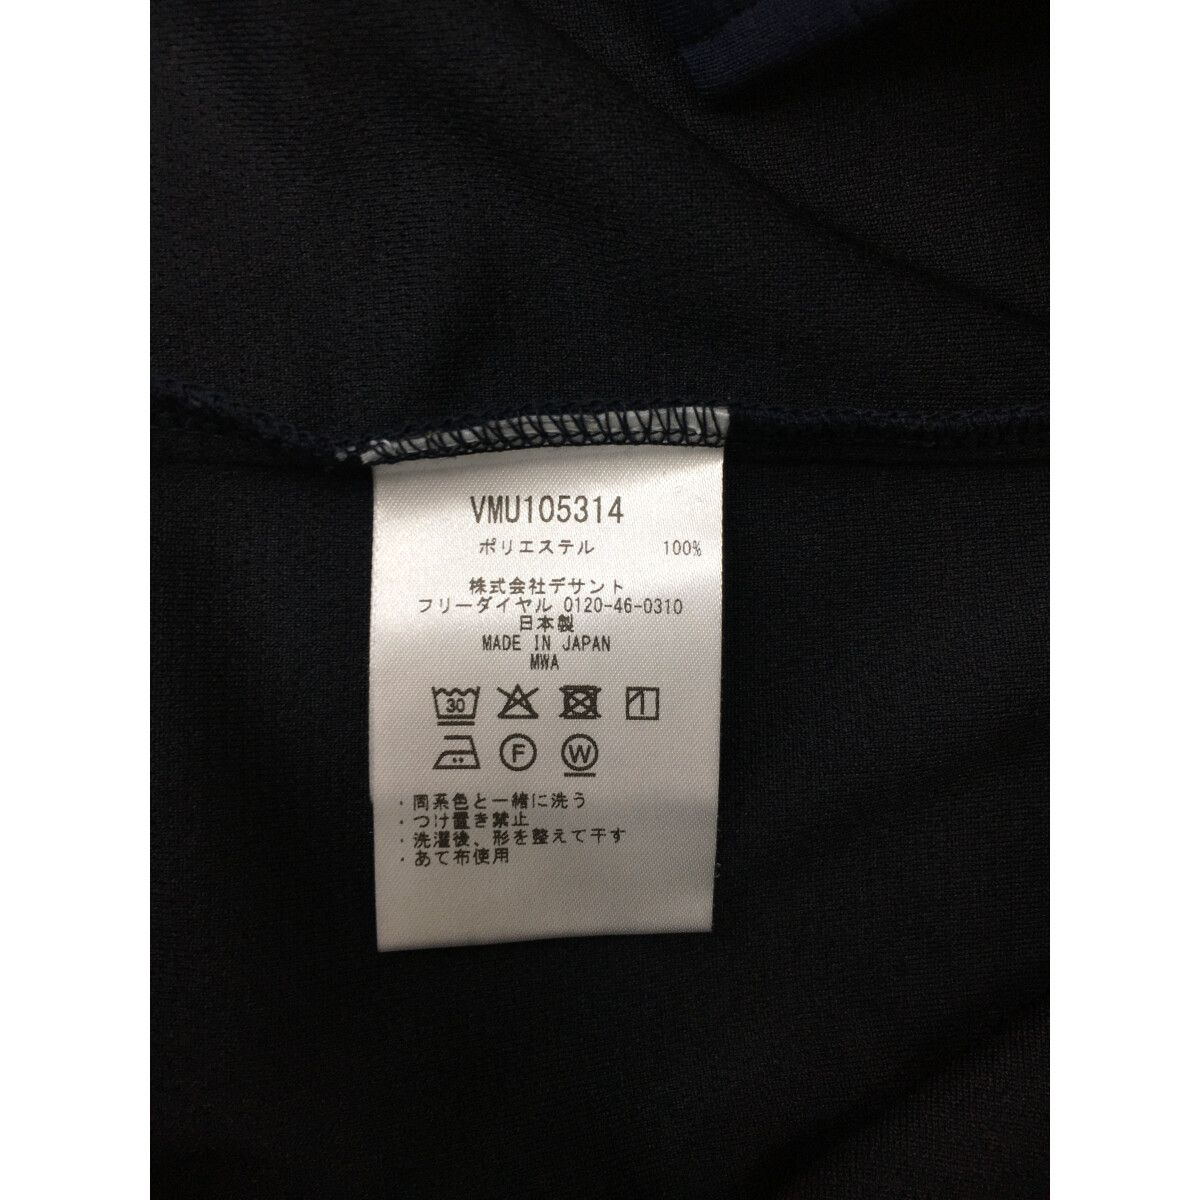 VMU105314
ポリエステル 100%
株式会社デサント
フリーダイヤル 0120-46-0310
日本製
MADE IN JAPAN
MWA
30
F W
・同系色と一緒に洗う
・つけ置き禁止
・洗濯後、形を整えて干す
・あて布使用